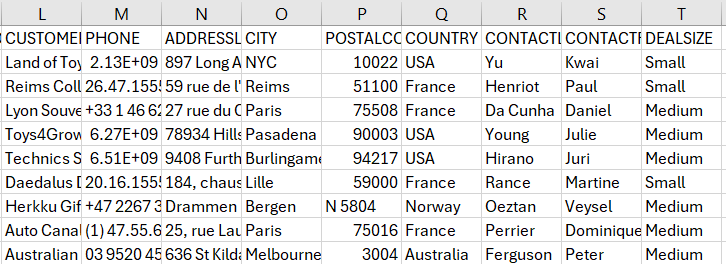 L M N O P Q R S T
CUSTOMEI PHONE ADDRESSL CITY POSTALCC COUNTRY CONTACTL CONTACTF DEALSIZE
Land of Toy 2.13E+09 897 Long A NYC 10022 USA Yu Kwai Small
Reims Coll 26.47.1555 59 rue de l' Reims 51100 France Henriot Paul Small
Lyon Souve +33 1 46 62 27 rue du C Paris 75508 France Da Cunha Daniel Medium
Toys4Grow 6.27E+09 78934 Hills Pasadena 90003 USA Young Julie Medium
Technics S 6.51E+09 9408 Furth Burlingame 94217 USA Hirano Juri Medium
Daedalus D 20.16.1555 184, chaus Lille 59000 France Rance Martine Small
Herkku Gif +47 2267 3 Drammen Bergen N 5804 Norway Oeztan Veysel Medium
Auto Canal (1) 47.55.6 25, rue Lau Paris 75016 France Perrier Dominique Medium
Australian 03 9520 45 636 St Kilda Melbourne 3004 Australia Ferguson Peter Medium